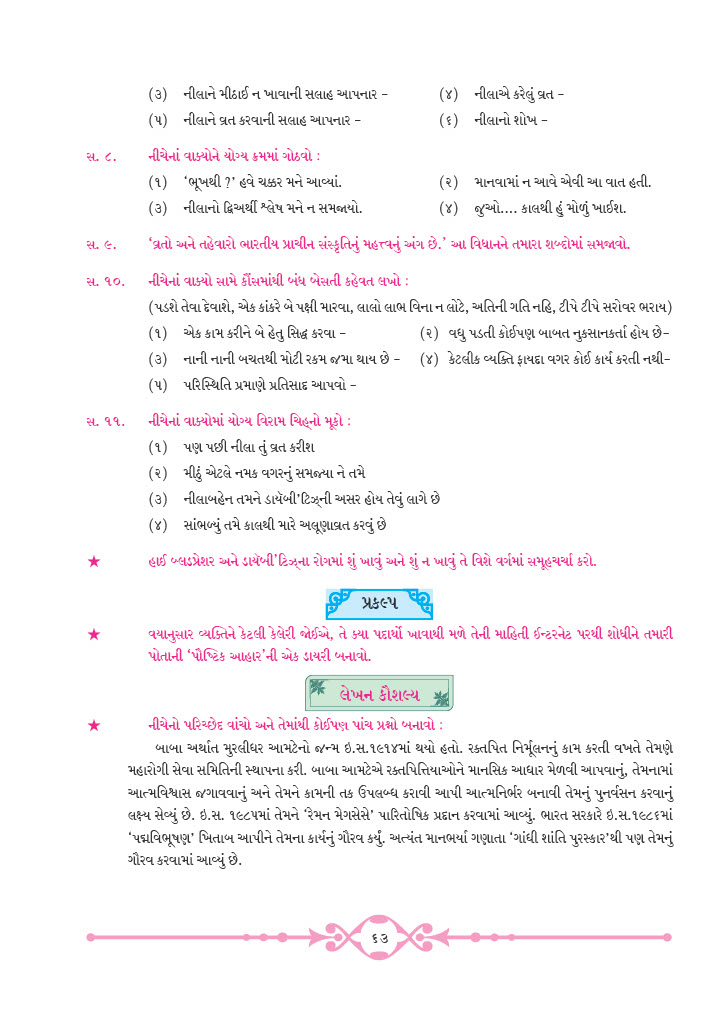 (૩) નીલાને મીઠાઈ ન ખાવાની સલાહ આપનાર – (૪) નીલાએ કરેલું વ્રત –
(૫) નીલાને વ્રત કરવાની સલાહ આપનાર – (૬) નીલાનો શોખ –
સ. ૮. નીચેનાં વાક્યોને યોગ્ય ક્રમમાં ગોઠવો :
(૧) ‘ભૂખથી ?’ હવે ચક્કર મને આવ્યાં. (૨) માનવામાં ન આવે એવી આ વાત હતી.
(૩) નીલાનો દ્વિઅર્થી શ્લેષ મને ન સમજાયો. (૪) જુઓ.... કાલથી હું મોળું ખાઈશ.
સ. ૯. ‘વ્રતો અને તહેવારો ભારતીય પ્રાચીન સંસ્કૃતિનું મહત્ત્વનું અંગ છે.’ આ વિધાનને તમારા શબ્દોમાં સમજાવો.
સ. ૧૦. નીચેનાં વાક્યો સામે કૌંસમાંથી બંધ બેસતી કહેવત લખો :
(પડશે તેવા દેવાશે, એક કાંકરે બે પક્ષી મારવા, લાલો લાભ વિના ન લોટે, અતિની ગતિ નહિ, ટીપે ટીપે સરોવર ભરાય)
(૧) એક કામ કરીને બે હેતુ સિદ્ધ કરવા – (૨) વધુ પડતી કોઈપણ બાબત નુકસાનકર્તા હોય છે–
(૩) નાની નાની બચતથી મોટી રકમ જમા થાય છે – (૪) કેટલીક વ્યક્તિ ફાયદા વગર કોઈ કાર્ય કરતી નથી–
(૫) પરિસ્થિતિ પ્રમાણે પ્રતિસાદ આપવો –
સ. ૧૧. નીચેનાં વાક્યોમાં યોગ્ય વિરામ ચિહ્નો મૂકો :
(૧) પણ પછી નીલા તું વ્રત કરીશ
(૨) મીઠું એટલે નમક વગરનું સમજ્યા ને તમે
(૩) નીલાબહેન તમને ડાયૅબી'ટિઝ્ની અસર હોય તેવું લાગે છે
(૪) સાંભળ્યું તમે કાલથી મારે અલૂણાવ્રત કરવું છે
★ હાઈ બ્લડપ્રેશર અને ડાયૅબી'ટિઝ્ના રોગમાં શું ખાવું અને શું ન ખાવું તે વિશે વર્ગમાં સમૂહચર્ચા કરો.
પ્રકલ્પ
★ વયાનુસાર વ્યક્તિને કેટલી કેલેરી જોઈએ, તે ક્યા પદાર્થો ખાવાથી મળે તેની માહિતી ઈન્ટરનેટ પરથી શોધીને તમારી
પોતાની ‘પૌષ્ટિક આહાર’ની એક ડાયરી બનાવો.
લેખન કૌશલ્ય
★ નીચેનો પરિચ્છેદ વાંચો અને તેમાંથી કોઈપણ પાંચ પ્રશ્નો બનાવો :
બાબા અર્થાત મુરલીધર આમટેનો જન્મ ઇ.સ.૧૯૧૪માં થયો હતો. રક્તપિત નિર્મૂલનનું કામ કરતી વખતે તેમણે
મહારોગી સેવા સમિતિની સ્થાપના કરી. બાબા આમટેએ રક્તપિત્તિયાઓને માનસિક આધાર મેળવી આપવાનું, તેમનામાં
આત્મવિશ્વાસ જગાવવાનું અને તેમને કામની તક ઉપલબ્ધ કરાવી આપી આત્મનિર્ભર બનાવી તેમનું પુનર્વસન કરવાનું
લક્ષ્ય સેવ્યું છે. ઇ.સ. ૧૯૮૫માં તેમને ‘રેમન મેગસેસે’ પારિતોષિક પ્રદાન કરવામાં આવ્યું. ભારત સરકારે ઇ.સ.૧૯૮૬માં
‘પદ્મવિભૂષણ’ ખિતાબ આપીને તેમના કાર્યનું ગૌરવ કર્યું. અત્યંત માનભર્યા ગણાતા ‘ગાંધી શાંતિ પુરસ્કાર’થી પણ તેમનું
ગૌરવ કરવામાં આવ્યું છે.
૬૩